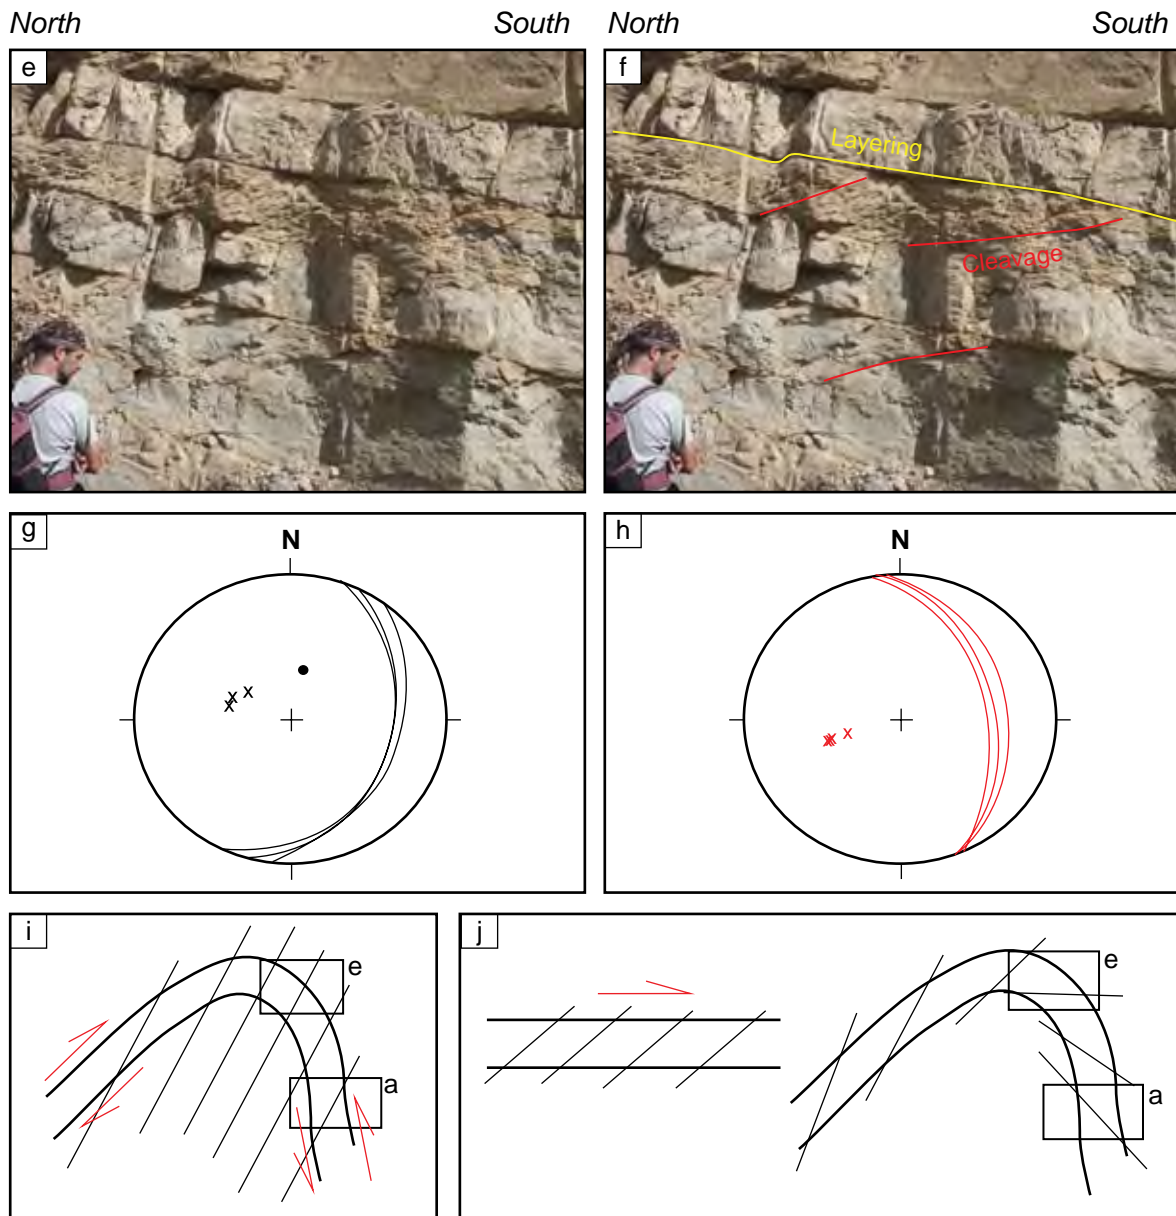 North South North South
e f
Layering
Cleavage
g h
N N
x x x
x x x
i j
e e
a a